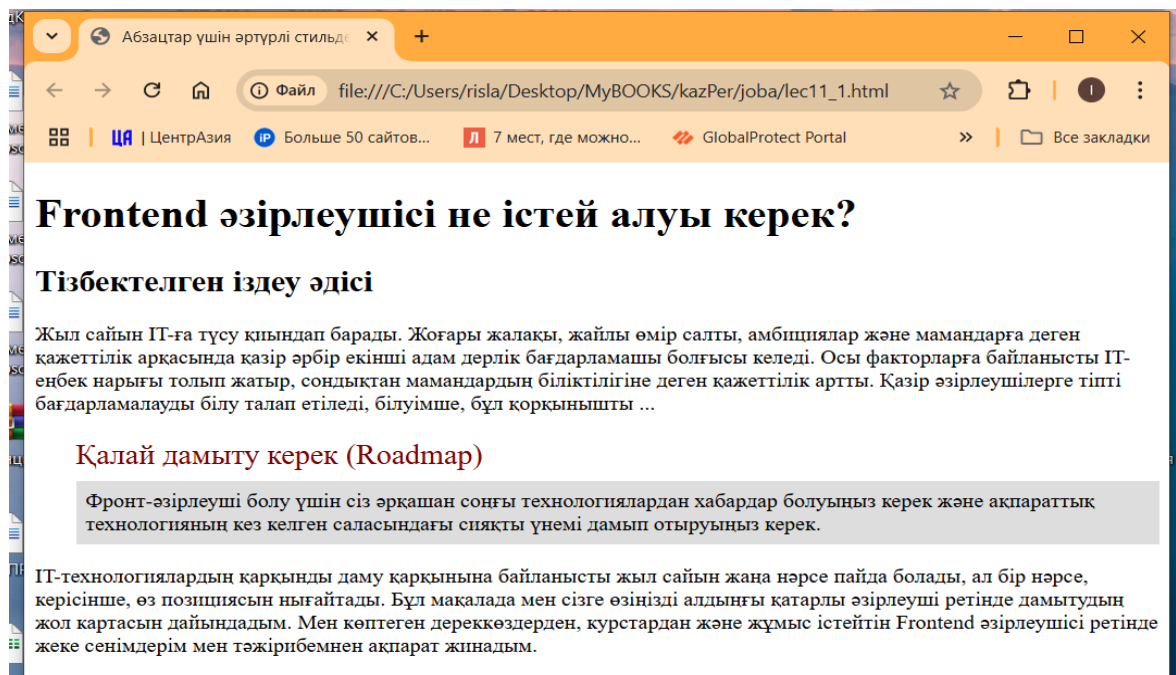 Абзацтар үшін әртүрлі стильде
Файл file:///C:/Users/risla/Desktop/MyBOOKS/kazPer/joba/lec11_1.html I
ЦА | ЦентрАзия iP Больше 50 сайтов... Л 7 мест, где можно... GlobalProtect Portal » Все закладки
Frontend әзірлеушісі не істей алуы керек?
Тізбектелген іздеу әдісі
Жыл сайын IT-ға түсу қиындап барады. Жоғары жалақы, жайлы өмір салты, амбициялар және мамандарға деген
қажеттілік арқасында қазір әрбір екінші адам дерлік бағдарламашы болғысы келеді. Осы факторларға байланысты IT-
еңбек нарығы толып жатыр, сондықтан мамандардың біліктілігіне деген қажеттілік артты. Қазір әзірлеушілерге тіпті
бағдарламалауды білу талап етіледі, білуімше, бұл қорқынышты ...
Қалай дамыту керек (Roadmap)
Фронт-әзірлеуші болу үшін сіз әрқашан соңғы технологиялардан хабардар болуыңыз керек және ақпараттық
технологияның кез келген саласындағы сияқты үнемі дамып отыруыңыз керек.
IT-технологиялардың қарқынды даму қарқынына байланысты жыл сайын жаңа нәрсе пайда болады, ал бір нәрсе,
керісінше, өз позициясын нығайтады. Бұл мақалада мен сізге өзіңізді алдыңғы қатарлы әзірлеуші ретінде дамытудың
жол картасын дайындадым. Мен көптеген дереккөздерден, курстардан және жұмыс істейтін Frontend әзірлеушісі ретінде
жеке сенімдерім мен тәжірибемнен ақпарат жинадым.